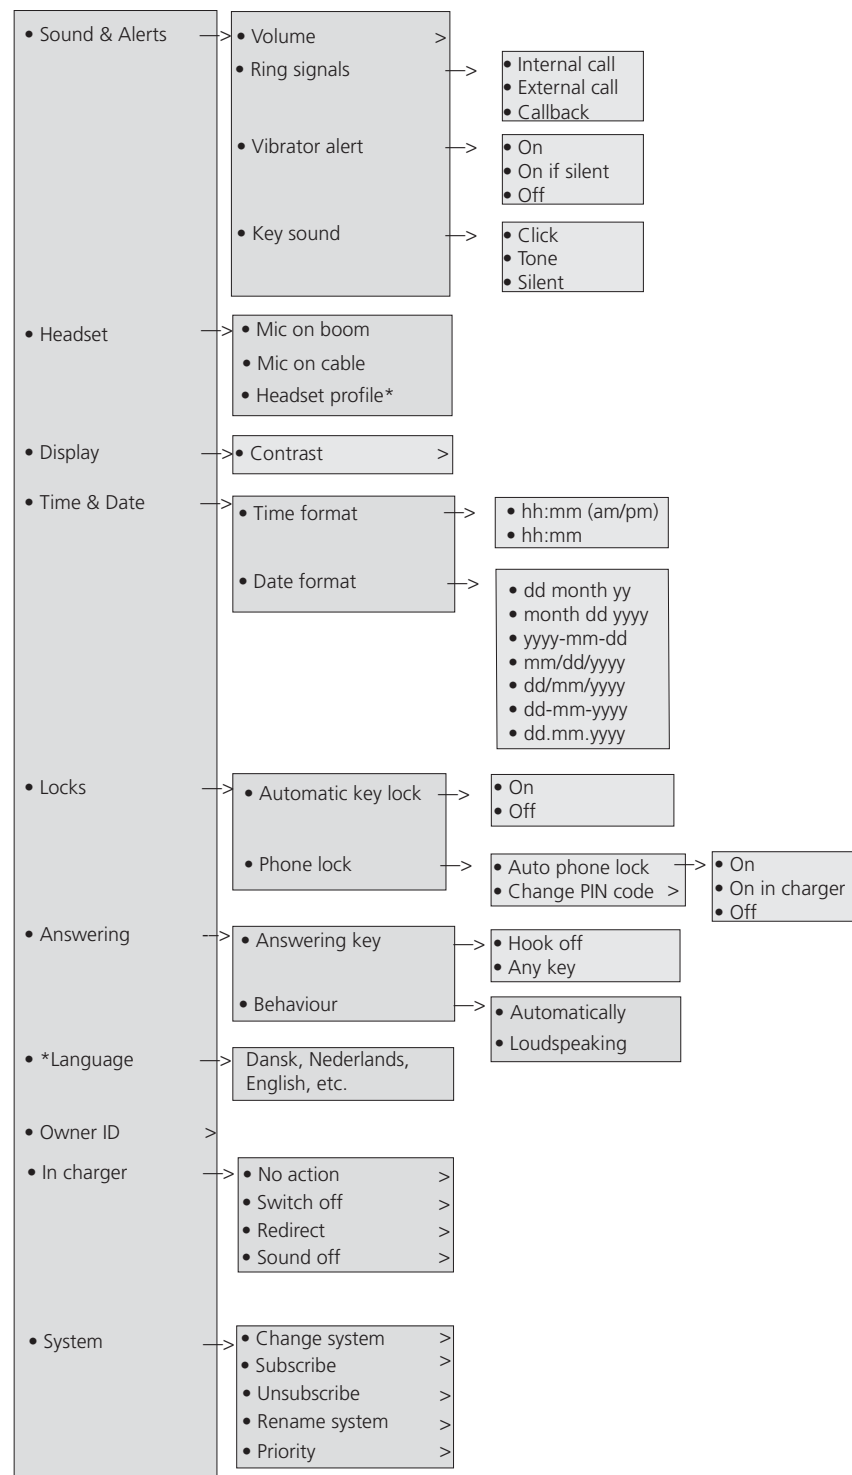 • Sound & Alerts
• Volume >
• Ring signals
• Internal call
• External call
• Callback
• Vibrator alert
• On
• On if silent
• Off
• Key sound
• Click
• Tone
• Silent
• Headset
• Mic on boom
• Mic on cable
• Headset profile*
• Display
• Contrast >
• Time & Date
• Time format
• hh:mm (am/pm)
• hh:mm
• Date format
• dd month yy
• month dd yyyy
• yyyy-mm-dd
• mm/dd/yyyy
• dd/mm/yyyy
• dd-mm-yyyy
• dd.mm.yyyy
• Locks
• Automatic key lock
• On
• Off
• Phone lock
• Auto phone lock
• Change PIN code >
• On
• On in charger
• Off
• Answering
• Answering key
• Hook off
• Any key
• Behaviour
• Automatically
• Loudspeaking
• *Language
Dansk, Nederlands,
English, etc.
• Owner ID >
• In charger
• No action >
• Switch off >
• Redirect >
• Sound off >
• System
• Change system >
• Subscribe >
• Unsubscribe >
• Rename system >
• Priority >